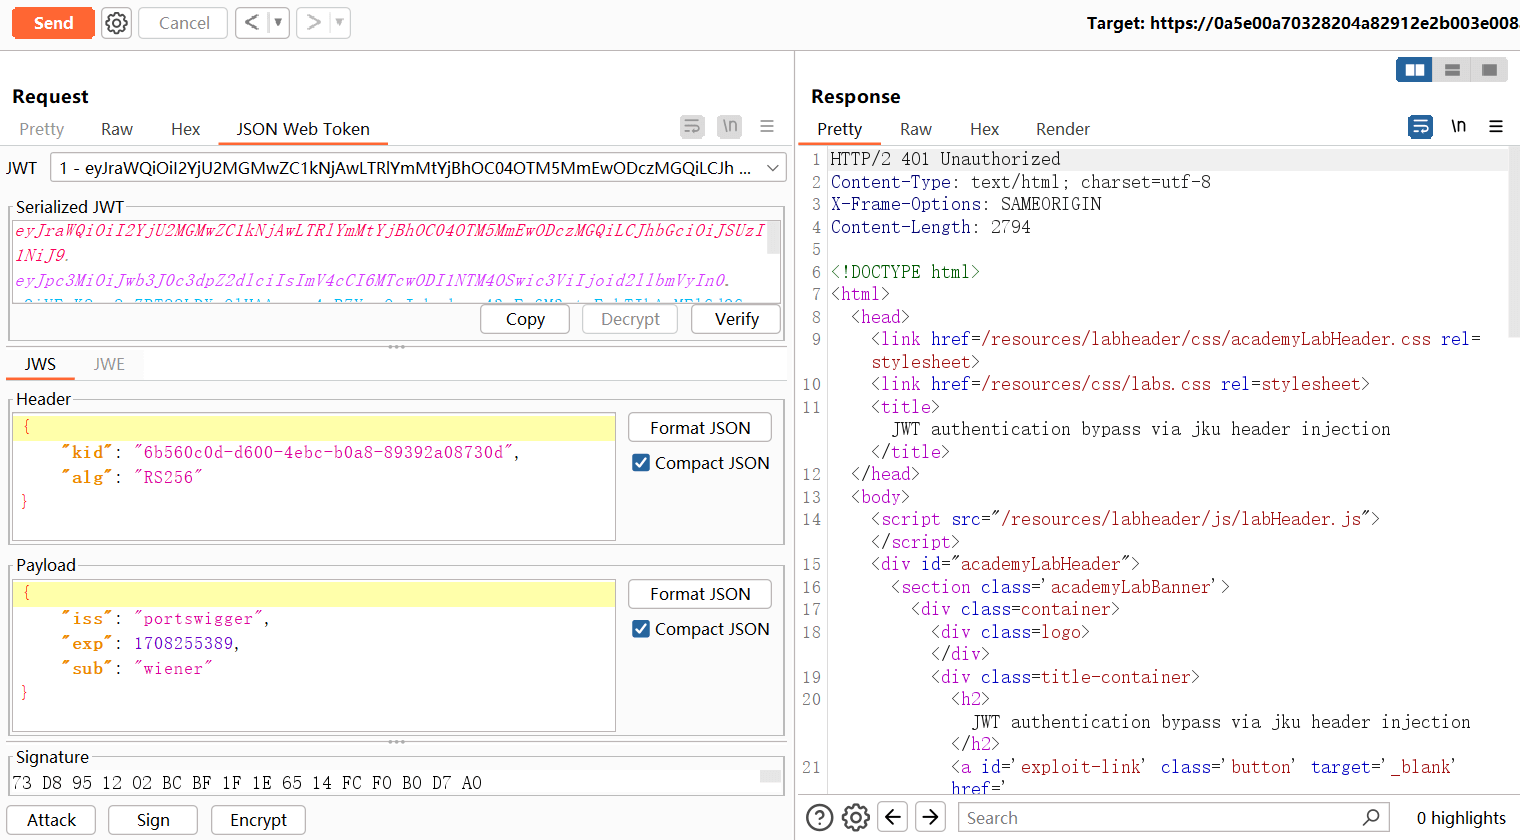 Send
Cancel
< ▼
> ▼
Target: https://0a5e00a70328204a82912e2b003e008
Request
Pretty Raw Hex JSON Web Token
\n
JWT 1 - eyJraWQiOiI2YjU2MGMwZC1kNjAwLTRlYmMtYjBhOC04OTM5MmEwODczMGQiLCJh ...
Serialized JWT
eyJraWQiOiI2YjU2MGMwZC1kNjAwLTRlYmMtYjBhOC04OTM5MmEwODczMGQiLCJhbGciOiJSUzI
1NiJ9.
eyJpc3MiOiJwb3J0c3dpZ2dlciIsImV4cCI6MTcwODI1NTM4OSwic3ViIjoid2llbmVyIn0.
Copy Decrypt Verify
JWS JWE
Header
{
"kid": "6b560c0d-d600-4ebc-b0a8-89392a08730d",
"alg": "RS256"
}
Format JSON
Compact JSON
Payload
{
"iss": "portswigger",
"exp": 1708255389,
"sub": "wiener"
}
Format JSON
Compact JSON
Signature
73 D8 95 12 02 BC BF 1F 1E 65 14 FC F0 B0 D7 A0
Attack Sign Encrypt
Response
Pretty Raw Hex Render
\n
1 HTTP/2 401 Unauthorized
2 Content-Type: text/html; charset=utf-8
3 X-Frame-Options: SAMEORIGIN
4 Content-Length: 2794
5
6 <!DOCTYPE html>
7 <html>
8 <head>
9 <link href=/resources/labheader/css/academyLabHeader.css rel=
stylesheet>
10 <link href=/resources/css/labs.css rel=stylesheet>
11 <title>
JWT authentication bypass via jku header injection
</title>
12 </head>
13 <body>
14 <script src="/resources/labheader/js/labHeader.js">
</script>
15 <div id="academyLabHeader">
16 <section class='academyLabBanner'>
17 <div class=container>
18 <div class=logo>
</div>
19 <div class=title-container>
20 <h2>
JWT authentication bypass via jku header injection
</h2>
21 <a id='exploit-link' class='button' target='_blank'
href='
Search
0 highlights